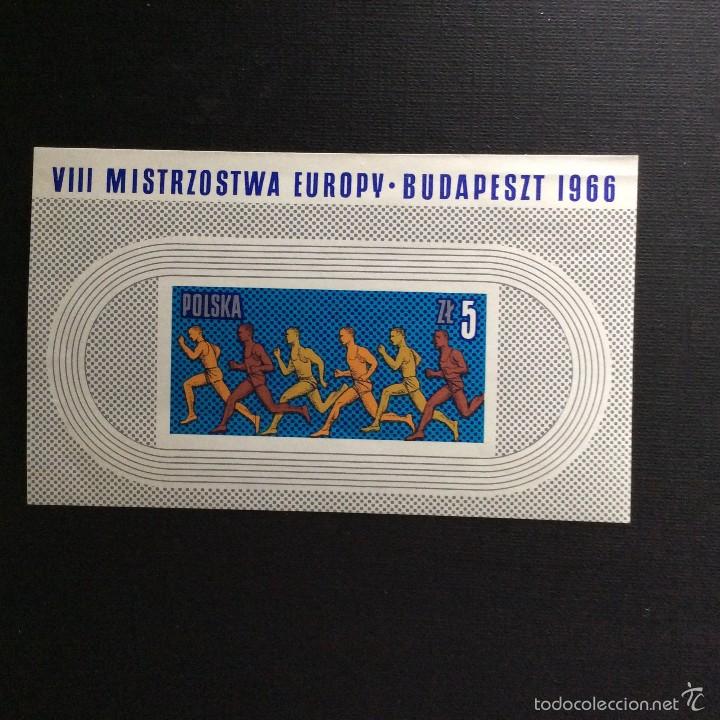 VIII MISTRZOSTWA EUROPY • BUDAPESZT 1966
POLSKA ZŁ 5
todocoleccion.net